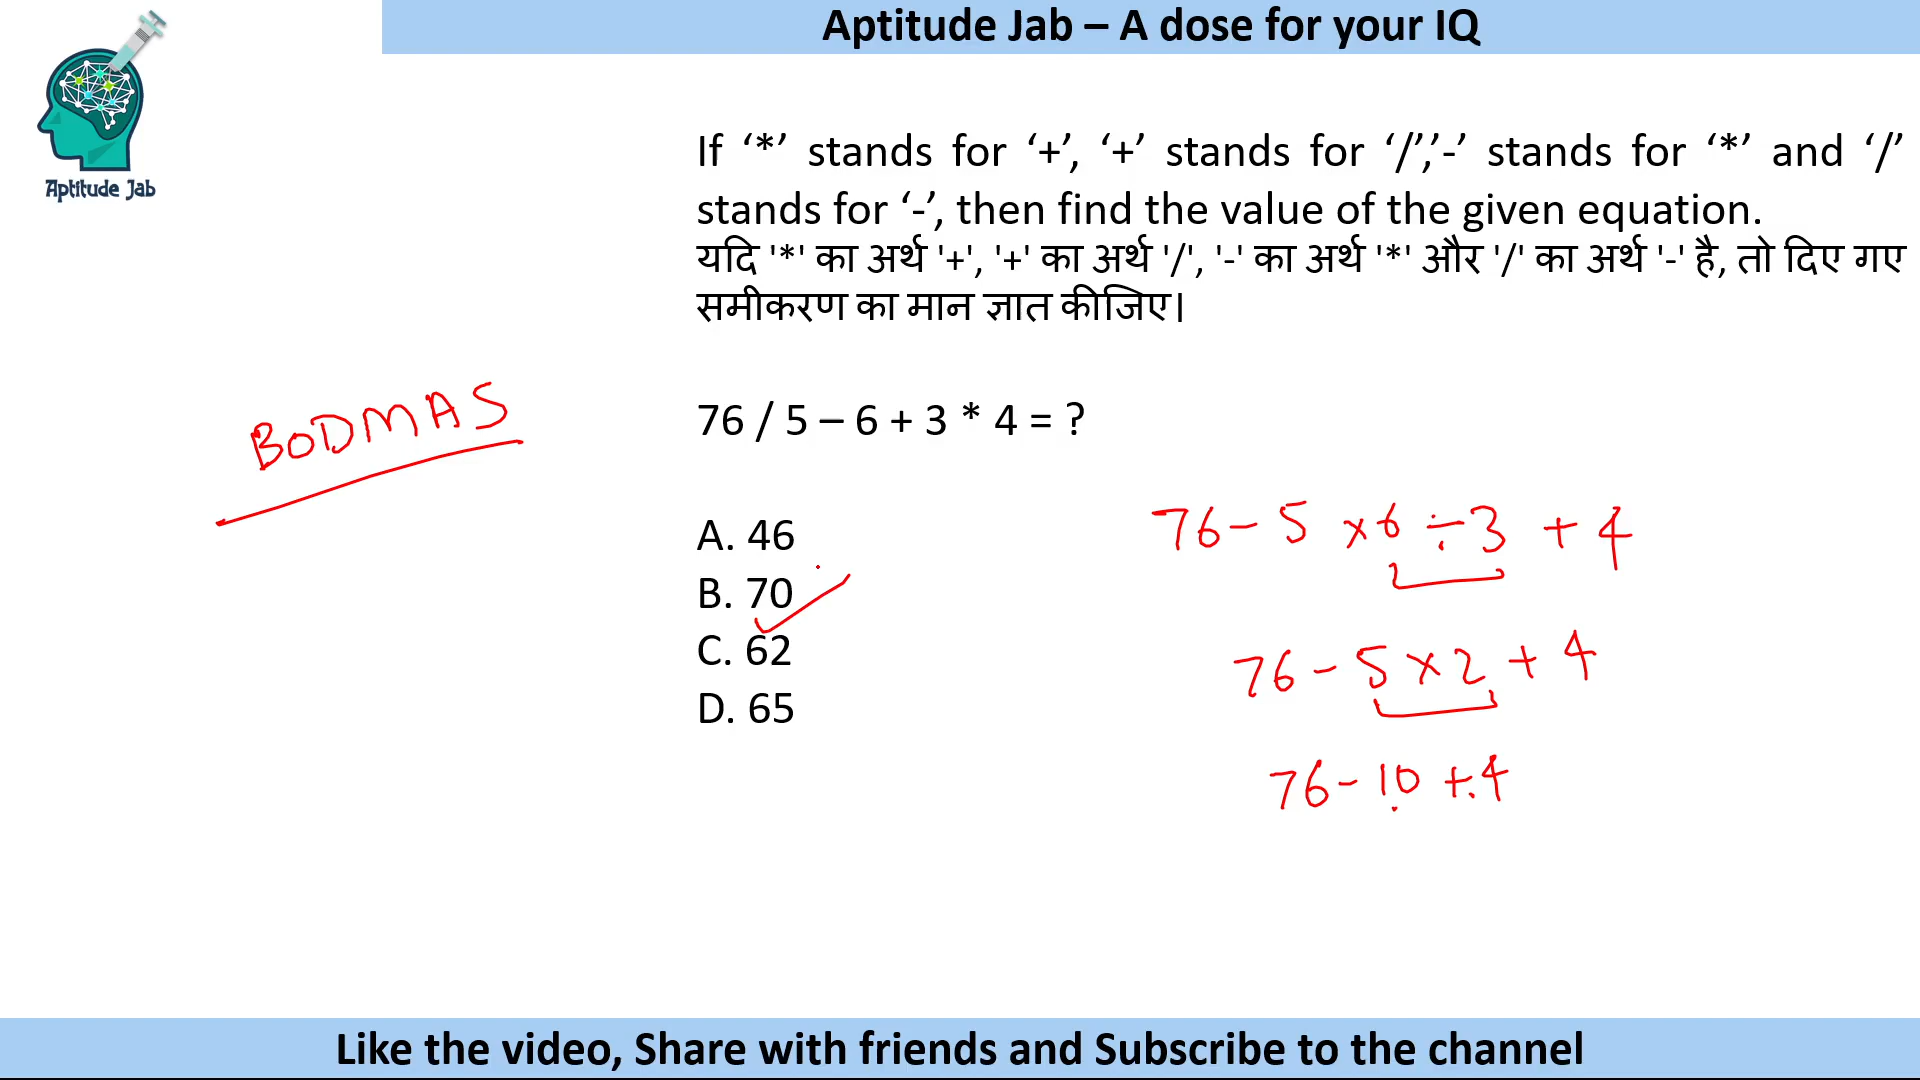 Aptitude Jab – A dose for your IQ
Aptitude Jab
If ‘*’ stands for ‘+’, ‘+’ stands for ‘/’,’-’ stands for ‘*’ and ‘/’
stands for ‘-’, then find the value of the given equation.
यदि '*' का अर्थ '+', '+' का अर्थ '/', '-' का अर्थ '*' और '/' का अर्थ '-' है, तो दिए गए
समीकरण का मान ज्ञात कीजिए।
BODMAS
76 / 5 – 6 + 3 * 4 = ?
A. 46
B. 70
C. 62
D. 65
76 - 5 × 6 ÷ 3 + 4
76 - 5 × 2 + 4
76 - 10 + 4
Like the video, Share with friends and Subscribe to the channel